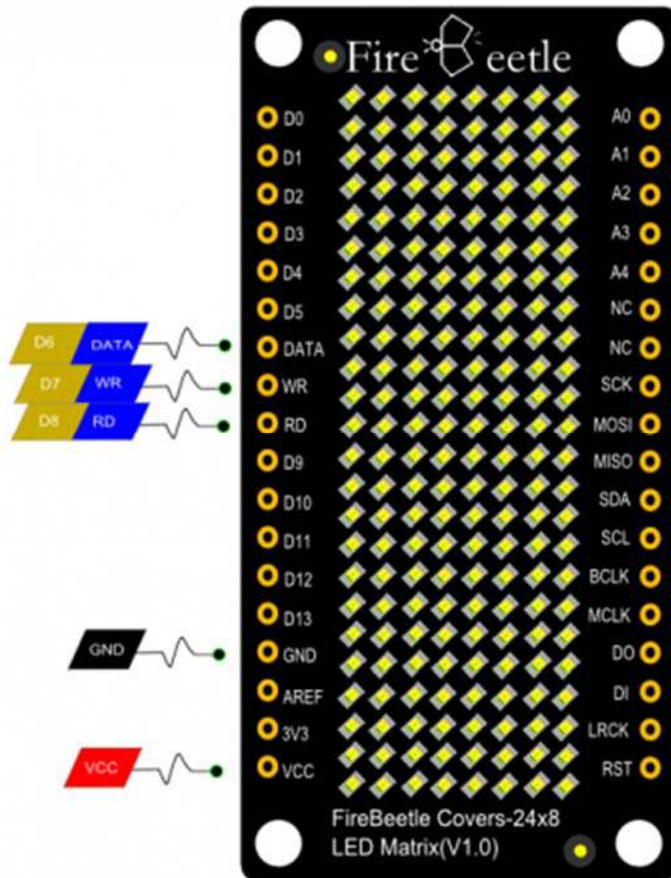 Fire eetle
D0 A0
D1 A1
D2 A2
D3 A3
D4 A4
D5 NC
D6 DATA DATA NC
D7 WR WR SCK
D8 RD RD MOSI
D9 MISO
D10 SDA
D11 SCL
D12 BCLK
D13 MCLK
GND GND DO
AREF DI
3V3 LRCK
VCC VCC RST
FireBeetle Covers-24x8
LED Matrix(V1.0)